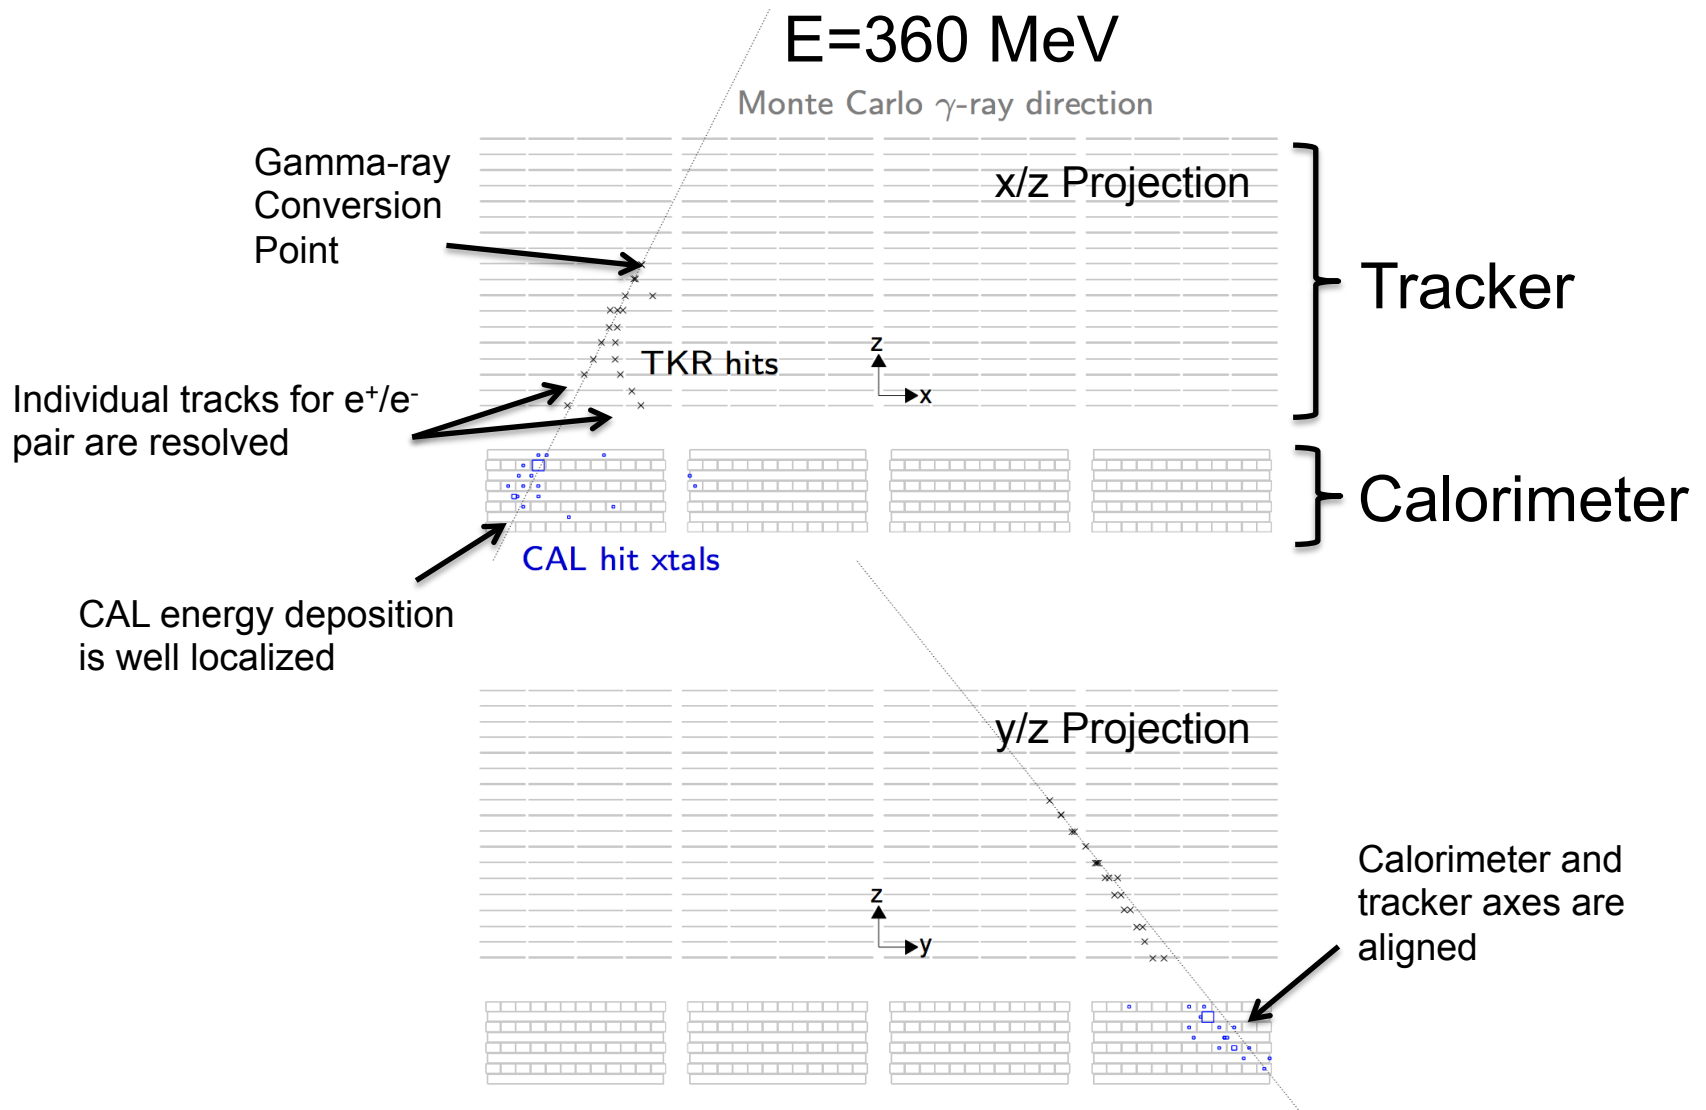 E=360 MeV
Monte Carlo γ-ray direction
Gamma-ray
Conversion
Point
x/z Projection
Tracker
TKR hits
z
x
Individual tracks for e⁺/e⁻
pair are resolved
Calorimeter
CAL hit xtals
CAL energy deposition
is well localized
y/z Projection
z
y
Calorimeter and
tracker axes are
aligned